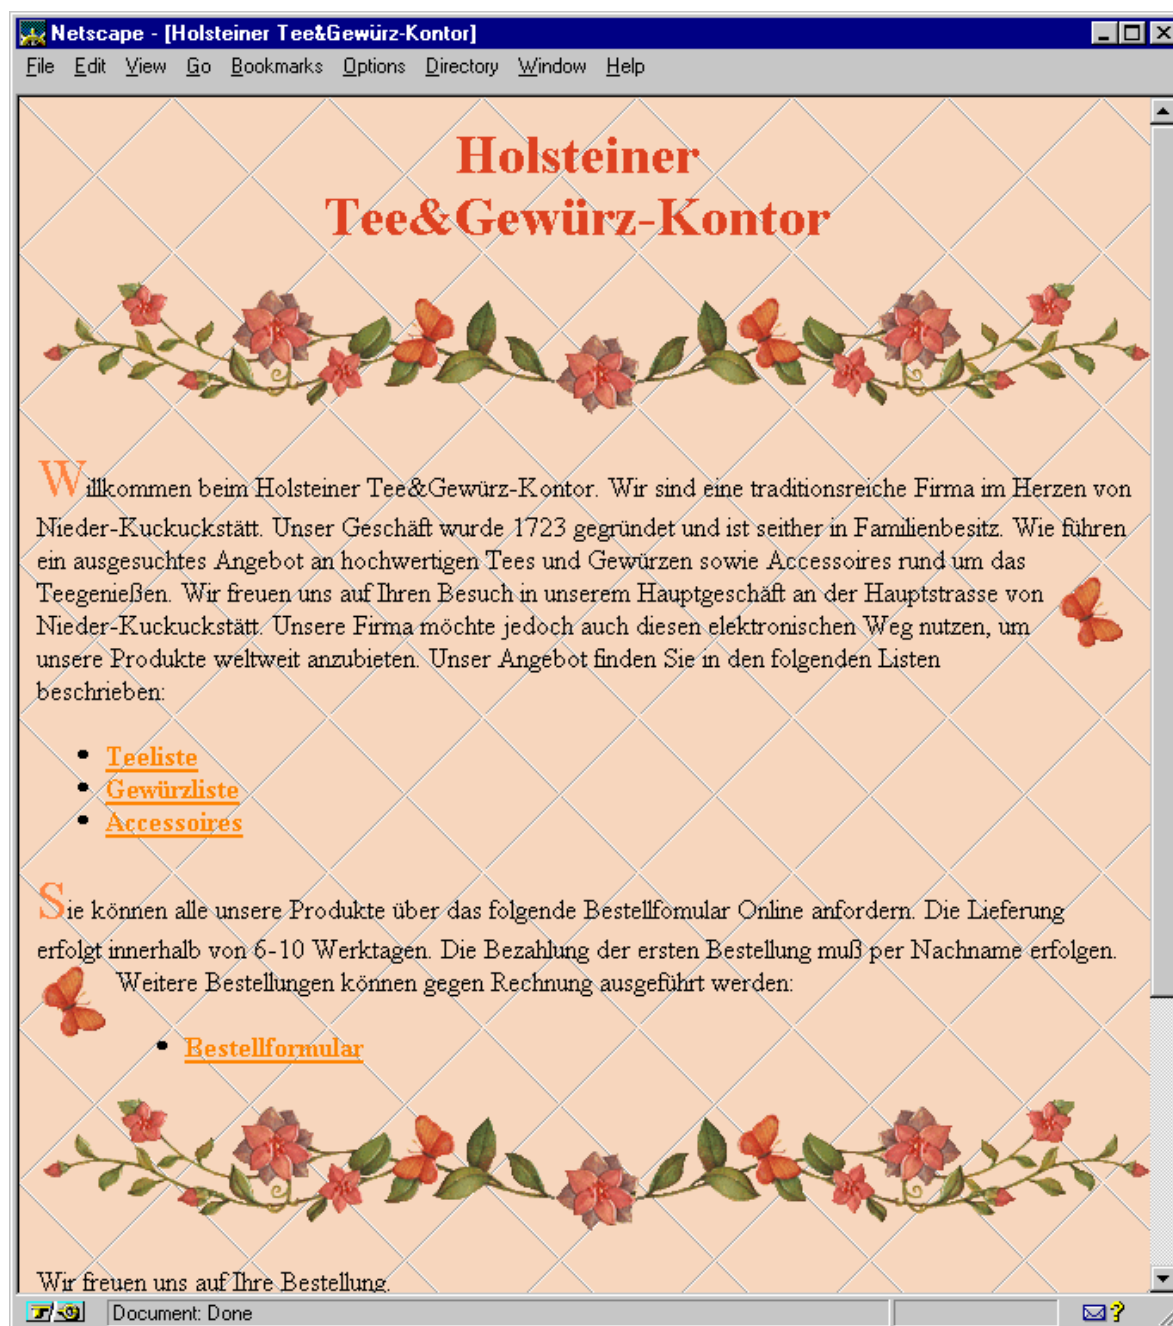 Netscape - [Holsteiner Tee&Gewürz-Kontor]
File Edit View Go Bookmarks Options Directory Window Help
Holsteiner
Tee&Gewürz-Kontor
Willkommen beim Holsteiner Tee&Gewürz-Kontor. Wir sind eine traditionsreiche Firma im Herzen von
Nieder-Kuckuckstätt. Unser Geschäft wurde 1723 gegründet und ist seither in Familienbesitz. Wie führen
ein ausgesuchtes Angebot an hochwertigen Tees und Gewürzen sowie Accessoires rund um das
Teegenießen. Wir freuen uns auf Ihren Besuch in unserem Hauptgeschäft an der Hauptstrasse von
Nieder-Kuckuckstätt. Unsere Firma möchte jedoch auch diesen elektronischen Weg nutzen, um
unsere Produkte weltweit anzubieten. Unser Angebot finden Sie in den folgenden Listen
beschrieben:
• Teeliste
• Gewürzliste
• Accessoires
Sie können alle unsere Produkte über das folgende Bestellfomular Online anfordern. Die Lieferung
erfolgt innerhalb von 6-10 Werktagen. Die Bezahlung der ersten Bestellung muß per Nachname erfolgen.
Weitere Bestellungen können gegen Rechnung ausgeführt werden:
• Bestellformular
Wir freuen uns auf Ihre Bestellung.
Document: Done